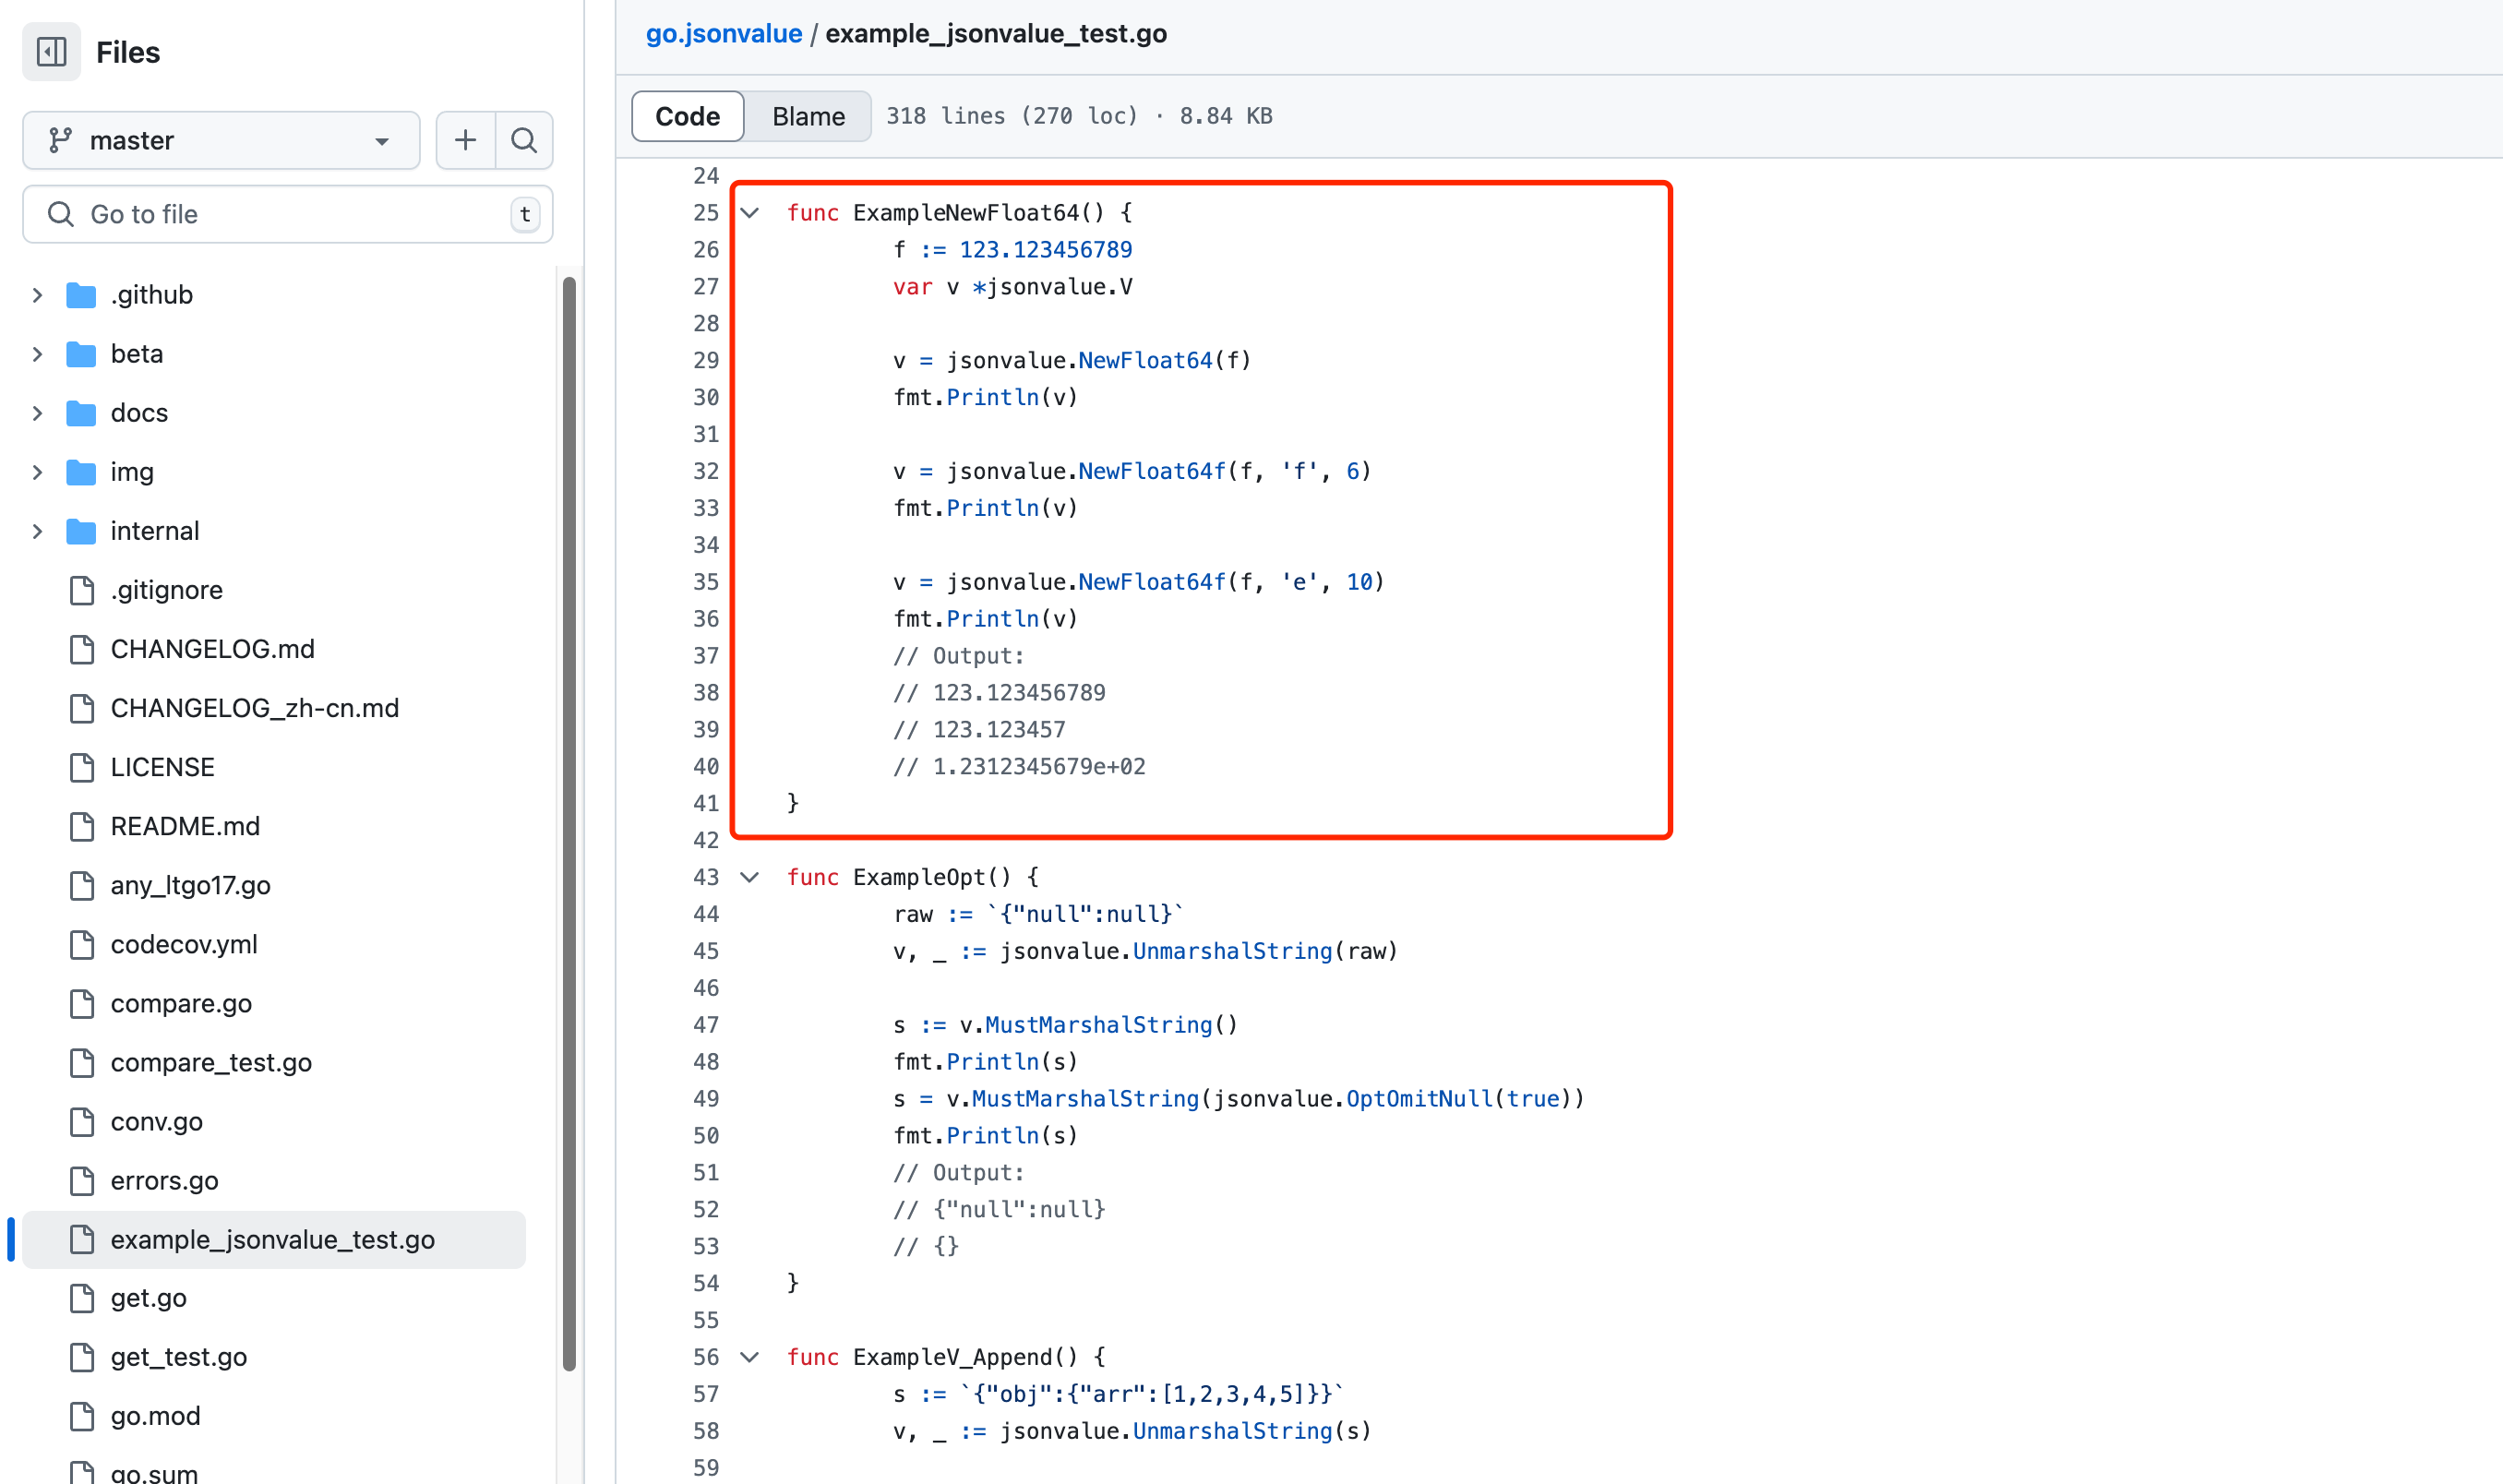 Files
master
Go to file
t
.github
beta
docs
img
internal
.gitignore
CHANGELOG.md
CHANGELOG_zh-cn.md
LICENSE
README.md
any_ltgo17.go
codecov.yml
compare.go
compare_test.go
conv.go
errors.go
example_jsonvalue_test.go
get.go
get_test.go
go.mod
go.sum
go.jsonvalue / example_jsonvalue_test.go
Code Blame 318 lines (270 loc) · 8.84 KB
24
25 func ExampleNewFloat64() {
26 f := 123.123456789
27 var v *jsonvalue.V
28
29 v = jsonvalue.NewFloat64(f)
30 fmt.Println(v)
31
32 v = jsonvalue.NewFloat64f(f, 'f', 6)
33 fmt.Println(v)
34
35 v = jsonvalue.NewFloat64f(f, 'e', 10)
36 fmt.Println(v)
37 // Output:
38 // 123.123456789
39 // 123.123457
40 // 1.2312345679e+02
41 }
42
43 func ExampleOpt() {
44 raw := `{"null":null}`
45 v, _ := jsonvalue.UnmarshalString(raw)
46
47 s := v.MustMarshalString()
48 fmt.Println(s)
49 s = v.MustMarshalString(jsonvalue.OptOmitNull(true))
50 fmt.Println(s)
51 // Output:
52 // {"null":null}
53 // {}
54 }
55
56 func ExampleV_Append() {
57 s := `{"obj":{"arr":[1,2,3,4,5]}}`
58 v, _ := jsonvalue.UnmarshalString(s)
59